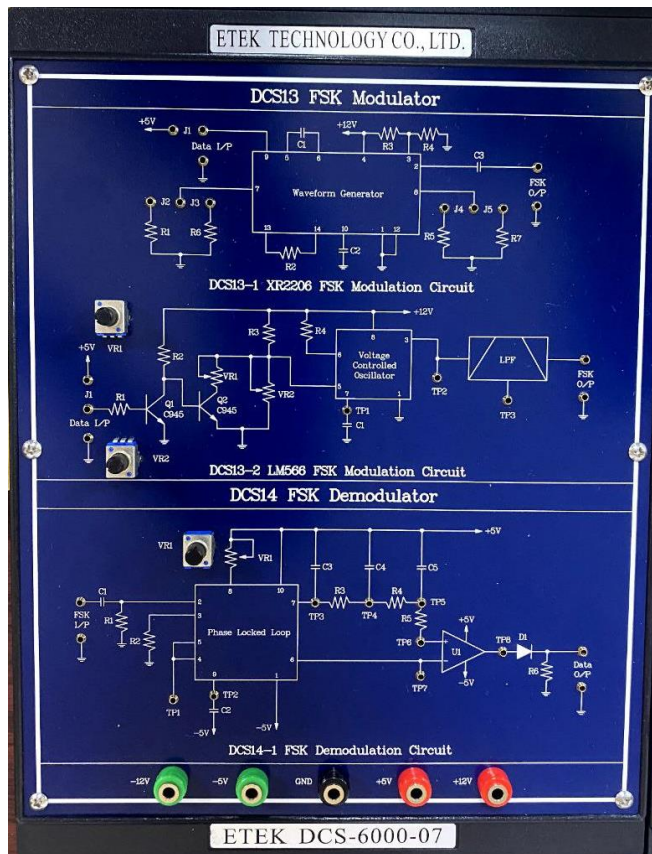 ETEK TECHNOLOGY CO., LTD.
DCS13 FSK Modulator
+5V J1 Data I/P
C1
+12V R3 R4
9 5 6 4 3
2 C3 FSK O/P
7 Waveform Generator 8
J2 J3 J4 J5
R1 R6 R5 R7
13 14 10 1 12
R2 C2
DCS13-1 XR2206 FSK Modulation Circuit
VR1
+12V
R2 R3 R4 8
6 Voltage Controlled Oscillator 3
LPF
+5V
VR1
VR2
5
7 1
TP1
TP2
TP3
FSK O/P
J1
R1
Q1 C945
Q2 C945
C1
Data I/P
VR2
DCS13-2 LM566 FSK Modulation Circuit
DCS14 FSK Demodulator
VR1
VR1
+5V
C3 C4 C5
8 10
C1
FSK I/P
R1
R2
2
3
5
4
Phase Locked Loop
7
6
TP3 R3 TP4 R4 TP5
R5
TP6
+5V
U1
-5V
TP7
TP8 D1
R6
Data O/P
TP1
9 1
TP2
C2
-5V
-5V
DCS14-1 FSK Demodulation Circuit
-12V -5V GND +5V +12V
ETEK DCS-6000-07